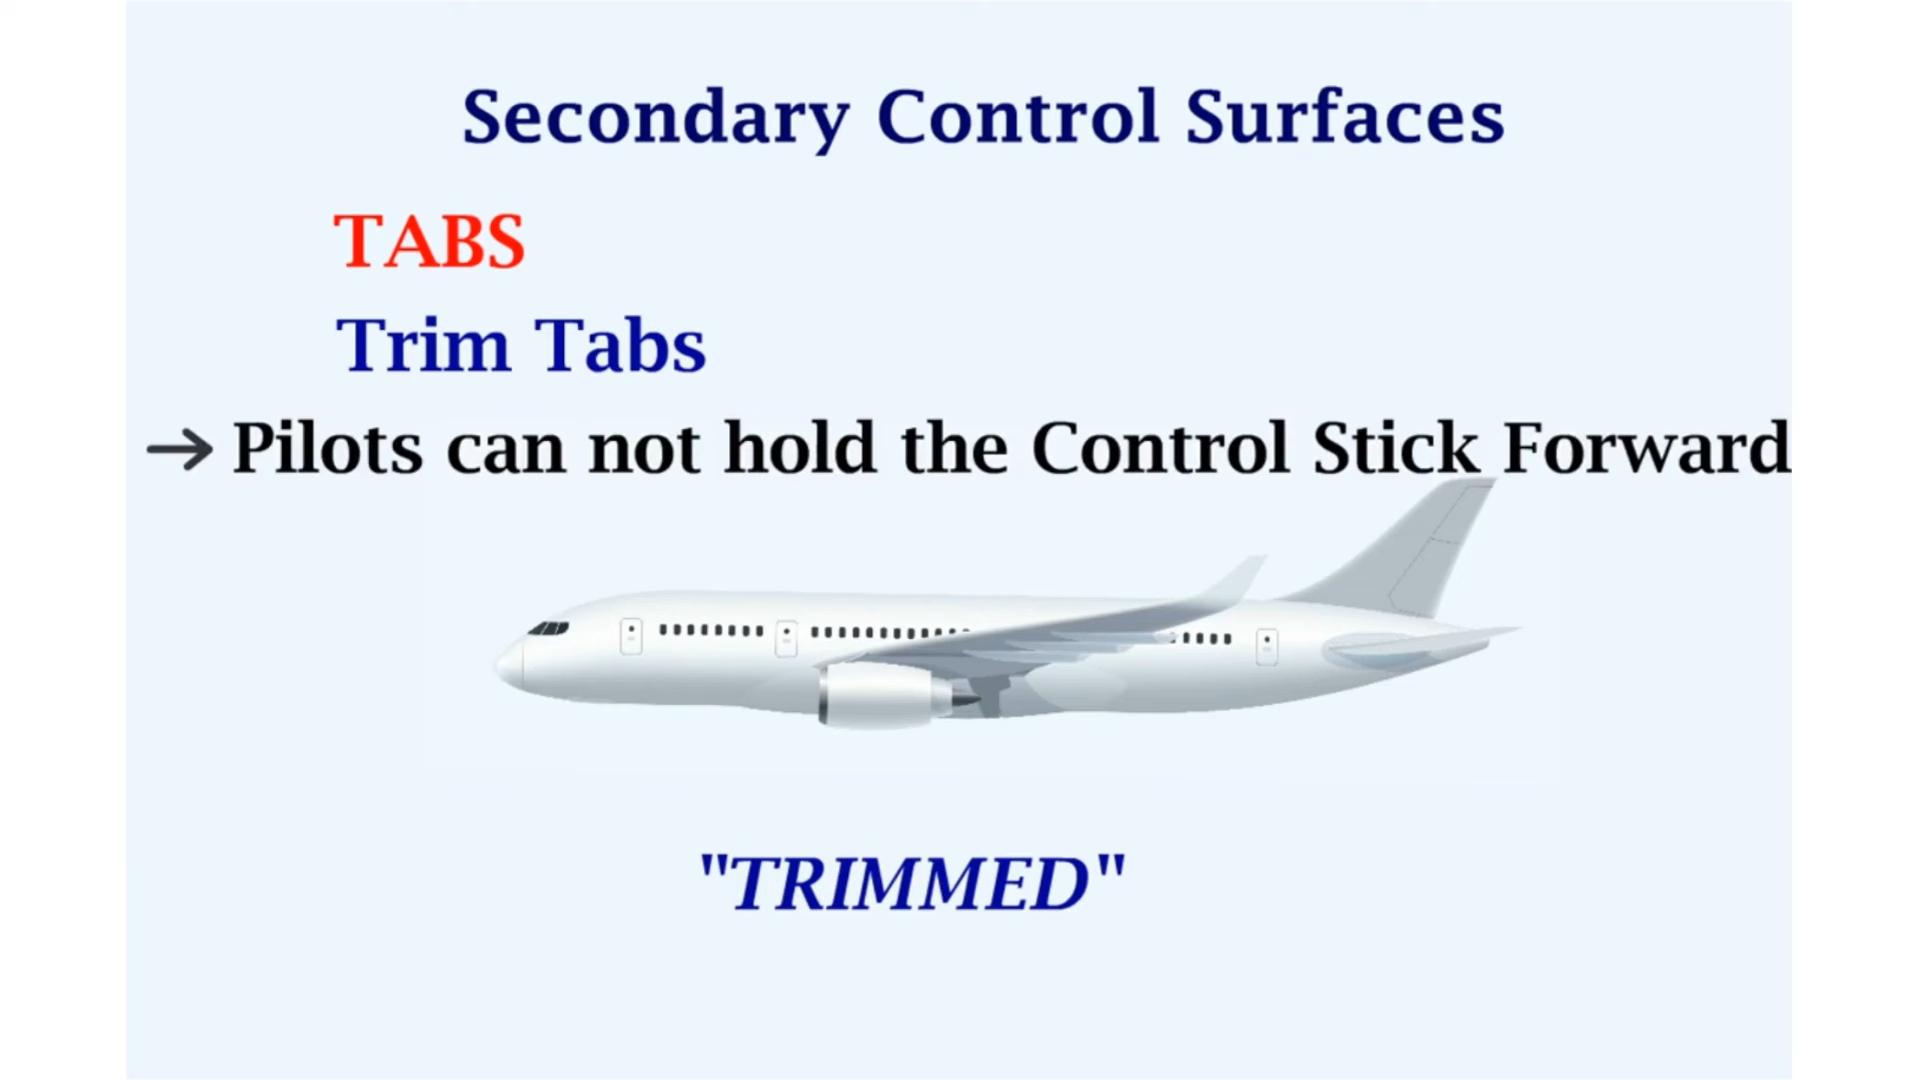 Secondary Control Surfaces
TABS
Trim Tabs
→ Pilots can not hold the Control Stick Forward
"TRIMMED"